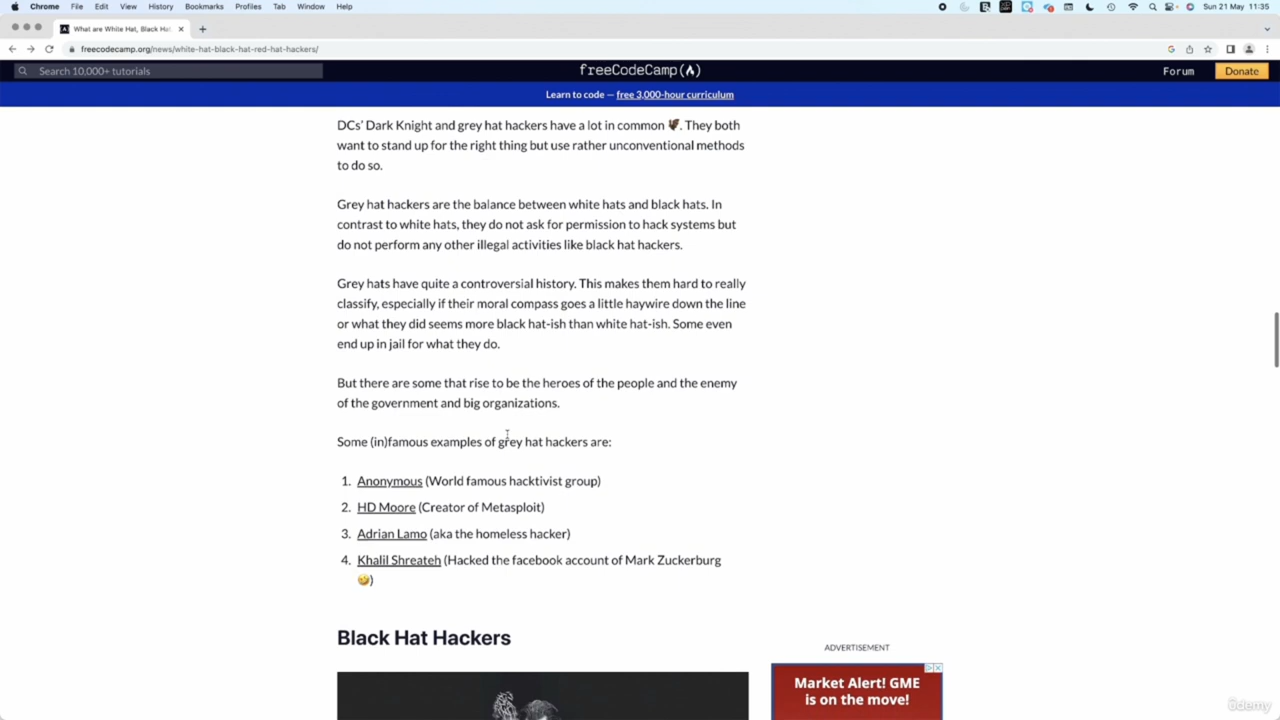 Chrome File Edit View History Bookmarks Profiles Tab Window Help Sun 21 May 11:35
What are White Hat, Black Hat
freecodecamp.org/news/white-hat-black-hat-red-hat-hackers/
Search 10,000+ tutorials freeCodeCamp(🔥) Forum Donate
Learn to code — free 3,000-hour curriculum
DCs’ Dark Knight and grey hat hackers have a lot in common 🦇. They both
want to stand up for the right thing but use rather unconventional methods
to do so.
Grey hat hackers are the balance between white hats and black hats. In
contrast to white hats, they do not ask for permission to hack systems but
do not perform any other illegal activities like black hat hackers.
Grey hats have quite a controversial history. This makes them hard to really
classify, especially if their moral compass goes a little haywire down the line
or what they did seems more black hat-ish than white hat-ish. Some even
end up in jail for what they do.
But there are some that rise to be the heroes of the people and the enemy
of the government and big organizations.
Some (in)famous examples of grey hat hackers are:
1. Anonymous (World famous hacktivist group)
2. HD Moore (Creator of Metasploit)
3. Adrian Lamo (aka the homeless hacker)
4. Khalil Shreateh (Hacked the facebook account of Mark Zuckerburg
🤣)
Black Hat Hackers
ADVERTISEMENT
Market Alert! GME
is on the move!
ûdemy